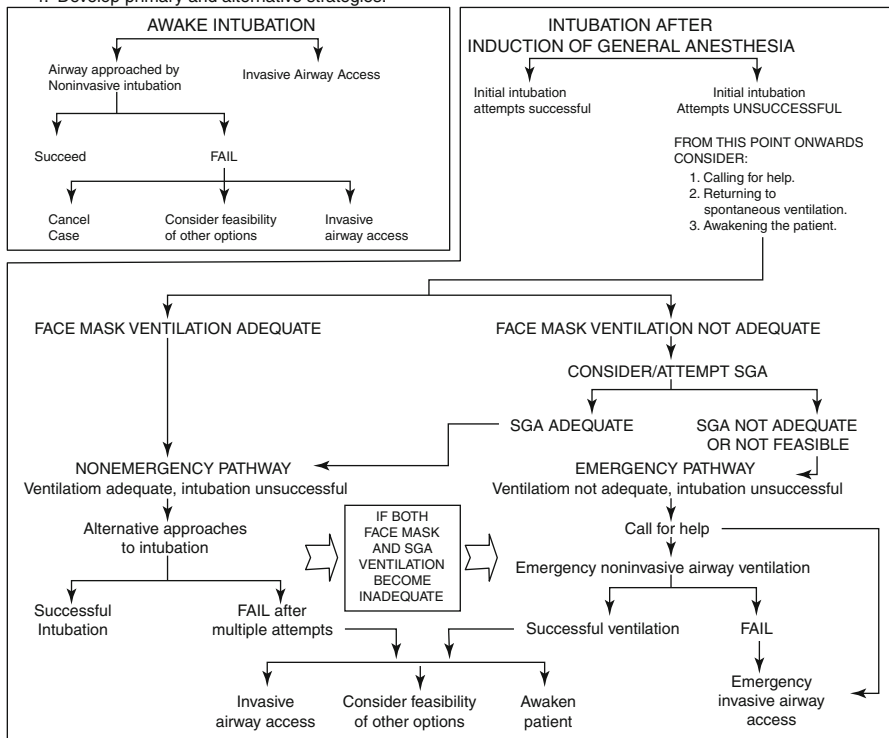 4. Develop primary and alternative strategies:
AWAKE INTUBATION
Airway approached by
Noninvasive intubation
Invasive Airway Access
Succeed
FAIL
Cancel
Case
Consider feasibility
of other options
Invasive
airway access
INTUBATION AFTER
INDUCTION OF GENERAL ANESTHESIA
Initial intubation
attempts successful
Initial intubation
Attempts UNSUCCESSFUL
FROM THIS POINT ONWARDS
CONSIDER:
1. Calling for help.
2. Returning to
spontaneous ventilation.
3. Awakening the patient.
FACE MASK VENTILATION ADEQUATE
FACE MASK VENTILATION NOT ADEQUATE
CONSIDER/ATTEMPT SGA
SGA ADEQUATE
SGA NOT ADEQUATE
OR NOT FEASIBLE
NONEMERGENCY PATHWAY
Ventilatiom adequate, intubation unsuccessful
EMERGENCY PATHWAY
Ventilatiom not adequate, intubation unsuccessful
Alternative approaches
to intubation
IF BOTH
FACE MASK
AND SGA
VENTILATION
BECOME
INADEQUATE
Call for help
Emergency noninvasive airway ventilation
Successful
Intubation
FAIL after
multiple attempts
Successful ventilation
FAIL
Invasive
airway access
Consider feasibility
of other options
Awaken
patient
Emergency
invasive airway
access